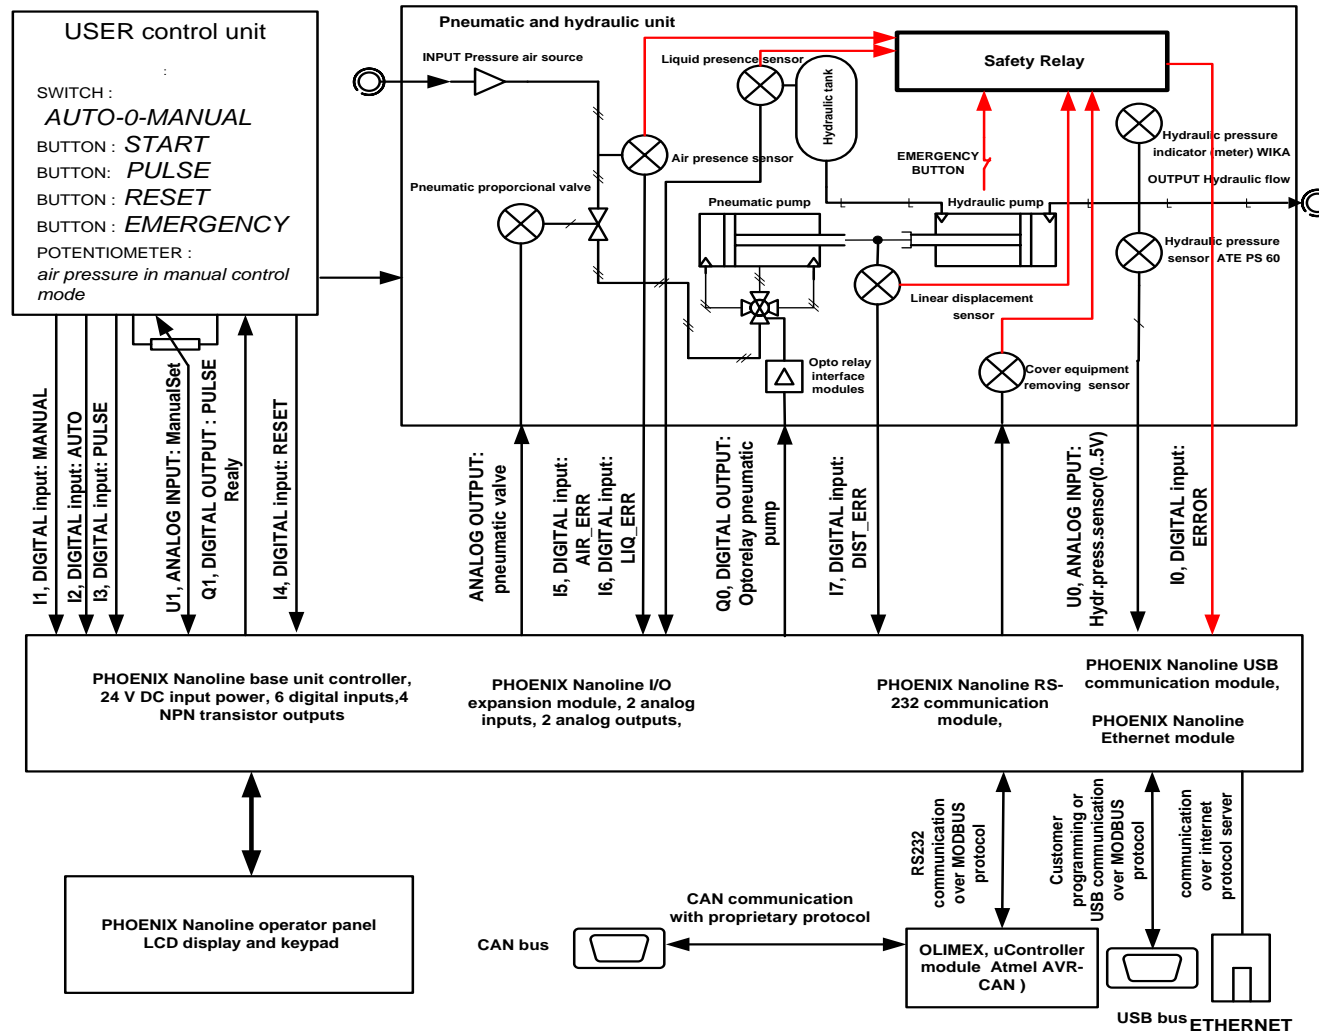 USER control unit
:
SWITCH :
AUTO-0-MANUAL
BUTTON : START
BUTTON: PULSE
BUTTON : RESET
BUTTON : EMERGENCY
POTENTIOMETER :
air pressure in manual control
mode
Pneumatic and hydraulic unit
INPUT Pressure air source
Liquid presence sensor
Hydraulic tank
Safety Relay
Air presence sensor
EMERGENCY
BUTTON
Hydraulic pressure
indicator (meter) WIKA
OUTPUT Hydraulic flow
Pneumatic proporcional valve
Pneumatic pump
Hydraulic pump
Hydraulic pressure
sensor ATE PS 60
Linear displacement
sensor
Opto relay
interface
modules
Cover equipment
removing sensor
I1, DIGITAL input: MANUAL
I2, DIGITAL input: AUTO
I3, DIGITAL input: PULSE
U1, ANALOG INPUT: ManualSet
Q1, DIGITAL OUTPUT : PULSE
Realy
I4, DIGITAL input: RESET
ANALOG OUTPUT:
pneumatic valve
I5, DIGITAL input:
AIR_ERR
I6, DIGITAL input:
LIQ_ERR
Q0, DIGITAL OUTPUT:
Optorelay pneumatic
pump
I7, DIGITAL input:
DIST_ERR
U0, ANALOG INPUT:
Hydr.press.sensor(0..5V)
I0, DIGITAL input:
ERROR
PHOENIX Nanoline base unit controller,
24 V DC input power, 6 digital inputs,4
NPN transistor outputs
PHOENIX Nanoline I/O
expansion module, 2 analog
inputs, 2 analog outputs,
PHOENIX Nanoline RS-
232 communication
module,
PHOENIX Nanoline USB
communication module,
PHOENIX Nanoline
Ethernet module
RS232
communication
over MODBUS
protocol
Customer
programming or
USB communication
over MODBUS
protocol
communication
over internet
protocol server
PHOENIX Nanoline operator panel
LCD display and keypad
CAN bus
CAN communication
with proprietary protocol
OLIMEX, uController
module Atmel AVR-
CAN )
USB bus
ETHERNET